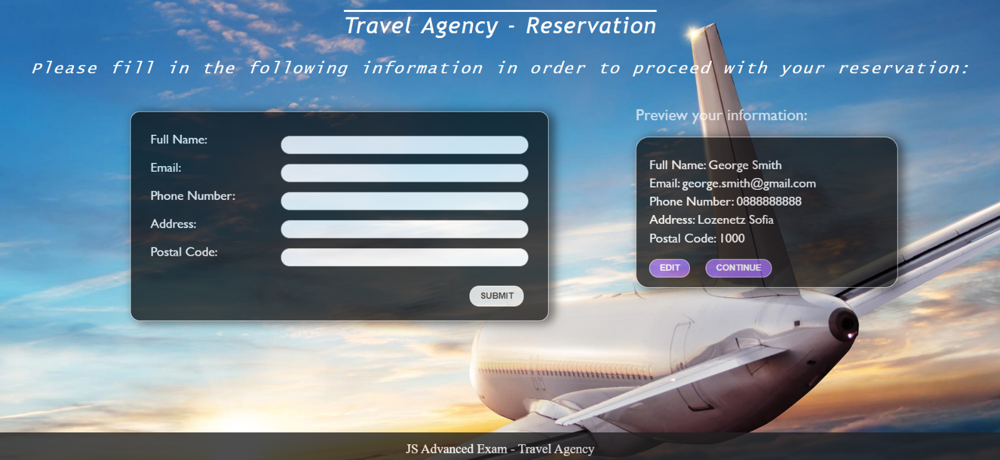 Travel Agency - Reservation
Please fill in the following information in order to proceed with your reservation:
Full Name:
Email:
Phone Number:
Address:
Postal Code:
SUBMIT
Preview your information:
Full Name: George Smith
Email: george.smith@gmail.com
Phone Number: 0888888888
Address: Lozenetz Sofia
Postal Code: 1000
EDIT CONTINUE
JS Advanced Exam - Travel Agency